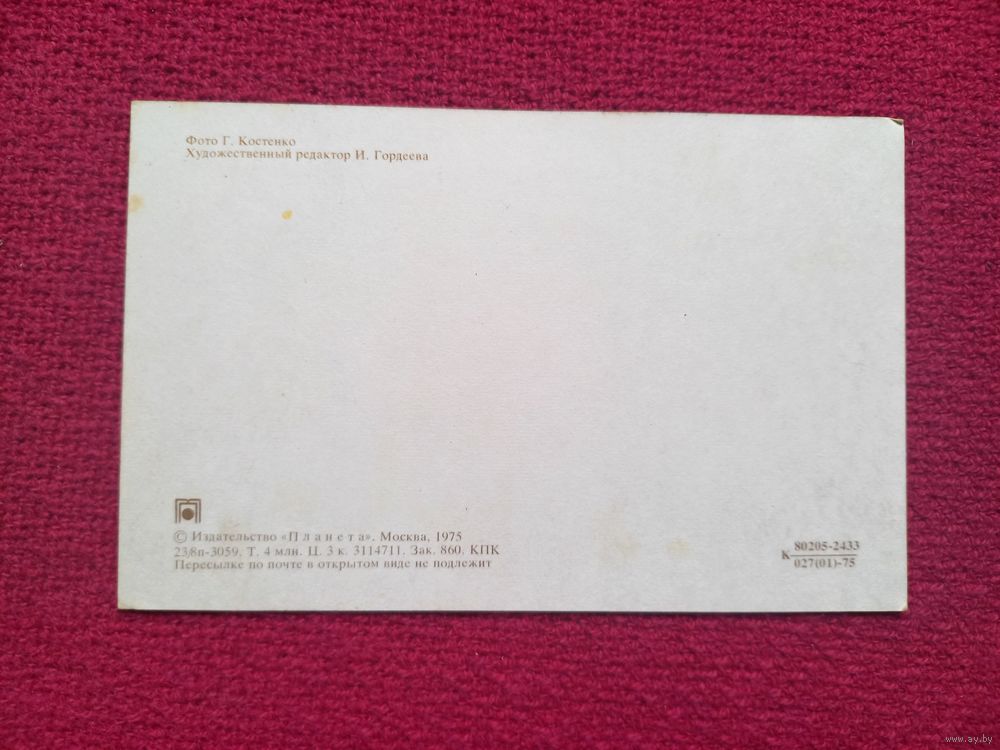 Фото Г. Костенко
Художественный редактор И. Гордеева
© Издательство «Планета». Москва, 1975
23/8п-3059. Т. 4 млн. Ц. 3 к. 3114711. Зак. 860. КПК
Пересылке по почте в открытом виде не подлежит
К 80205-2433
027(01)-75
www.ay.by